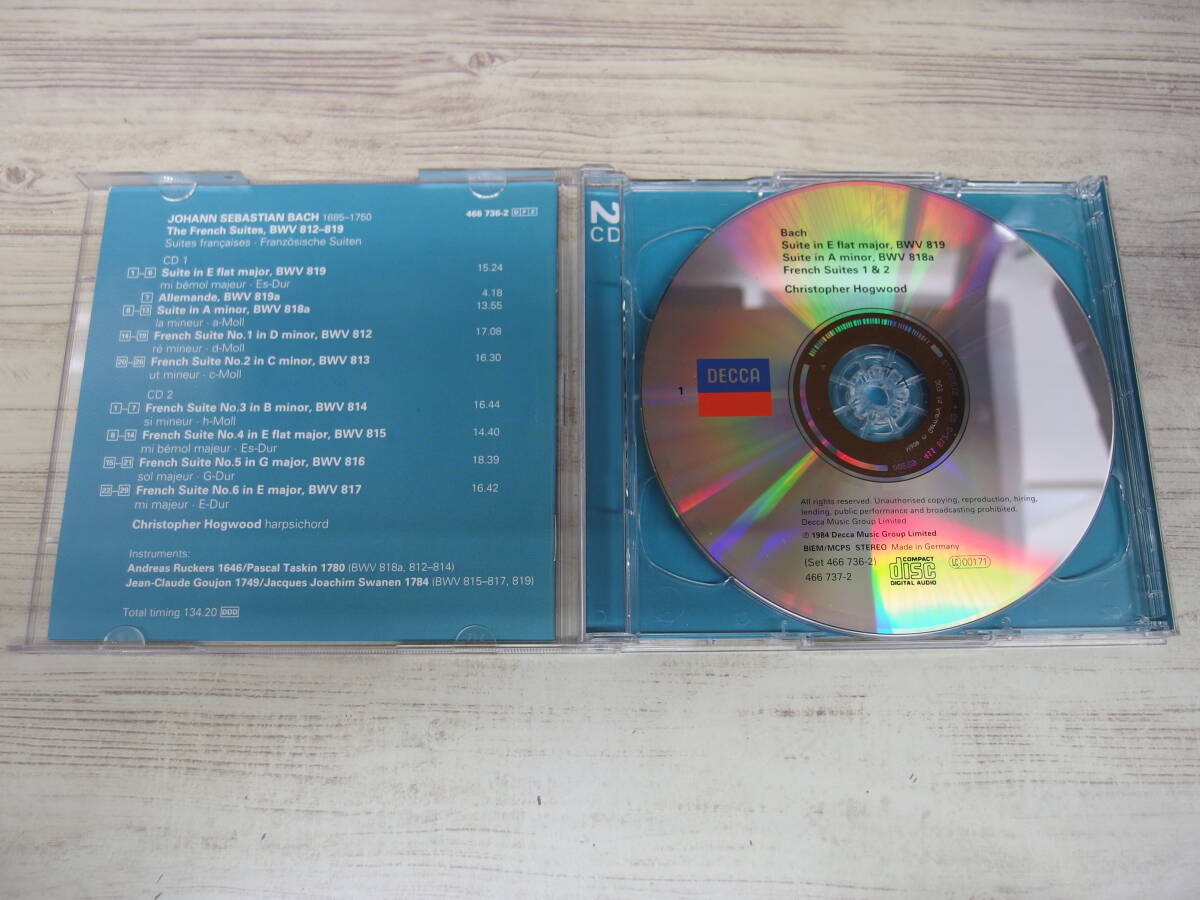 JOHANN SEBASTIAN BACH 1685–1750 466 736-2 DF2
The French Suites, BWV 812–819
Suites françaises · Französische Suiten
CD 1
1–6 Suite in E flat major, BWV 819 15.24
mi bémol majeur · Es-Dur
7 Allemande, BWV 819a 4.18
8–13 Suite in A minor, BWV 818a 13.55
la mineur · a-Moll
14–19 French Suite No.1 in D minor, BWV 812 17.08
ré mineur · d-Moll
20–26 French Suite No.2 in C minor, BWV 813 16.30
ut mineur · c-Moll
CD 2
1–7 French Suite No.3 in B minor, BWV 814 16.44
si mineur · h-Moll
8–14 French Suite No.4 in E flat major, BWV 815 14.40
mi bémol majeur · Es-Dur
15–21 French Suite No.5 in G major, BWV 816 18.39
sol majeur · G-Dur
22–29 French Suite No.6 in E major, BWV 817 16.42
mi majeur · E-Dur
Christopher Hogwood harpsichord
Instruments:
Andreas Ruckers 1646/Pascal Taskin 1780 (BWV 818a, 812–814)
Jean-Claude Goujon 1749/Jacques Joachim Swanen 1784 (BWV 815–817, 819)
Total timing 134.20 DDD
2
CD
Bach
Suite in E flat major, BWV 819
Suite in A minor, BWV 818a
French Suites 1 & 2
Christopher Hogwood
1
DECCA
All rights reserved. Unauthorised copying, reproduction, hiring,
lending, public performance and broadcasting prohibited.
Decca Music Group Limited
℗ 1984 Decca Music Group Limited
BIEM/MCPS STEREO Made in Germany
(Set 466 736-2)
466 737-2
COMPACT
disc
DIGITAL AUDIO
LC 00171